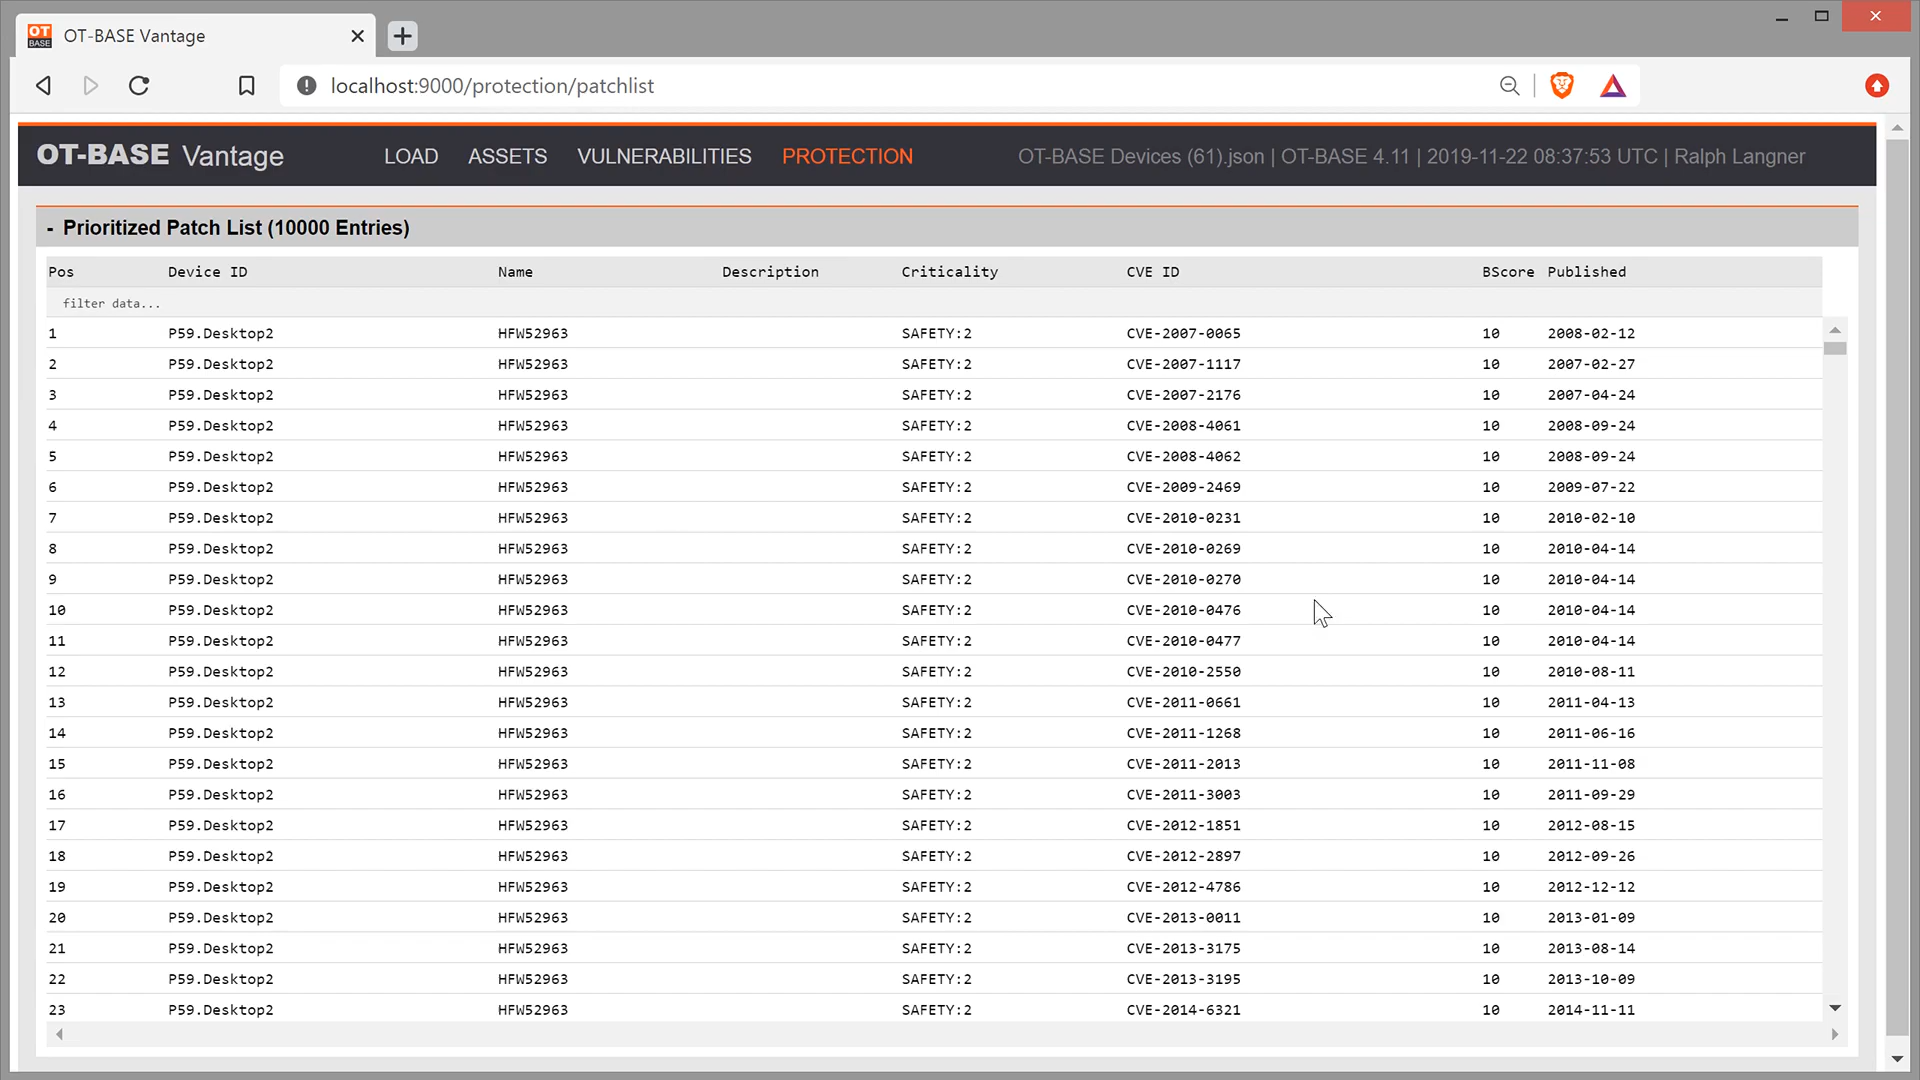 OT BASE OT-BASE Vantage
localhost:9000/protection/patchlist
OT-BASE Vantage LOAD ASSETS VULNERABILITIES PROTECTION OT-BASE Devices (61).json | OT-BASE 4.11 | 2019-11-22 08:37:53 UTC | Ralph Langner
- Prioritized Patch List (10000 Entries)
Pos Device ID Name Description Criticality CVE ID BScore Published
filter data...
1 P59.Desktop2 HFW52963 SAFETY:2 CVE-2007-0065 10 2008-02-12
2 P59.Desktop2 HFW52963 SAFETY:2 CVE-2007-1117 10 2007-02-27
3 P59.Desktop2 HFW52963 SAFETY:2 CVE-2007-2176 10 2007-04-24
4 P59.Desktop2 HFW52963 SAFETY:2 CVE-2008-4061 10 2008-09-24
5 P59.Desktop2 HFW52963 SAFETY:2 CVE-2008-4062 10 2008-09-24
6 P59.Desktop2 HFW52963 SAFETY:2 CVE-2009-2469 10 2009-07-22
7 P59.Desktop2 HFW52963 SAFETY:2 CVE-2010-0231 10 2010-02-10
8 P59.Desktop2 HFW52963 SAFETY:2 CVE-2010-0269 10 2010-04-14
9 P59.Desktop2 HFW52963 SAFETY:2 CVE-2010-0270 10 2010-04-14
10 P59.Desktop2 HFW52963 SAFETY:2 CVE-2010-0476 10 2010-04-14
11 P59.Desktop2 HFW52963 SAFETY:2 CVE-2010-0477 10 2010-04-14
12 P59.Desktop2 HFW52963 SAFETY:2 CVE-2010-2550 10 2010-08-11
13 P59.Desktop2 HFW52963 SAFETY:2 CVE-2011-0661 10 2011-04-13
14 P59.Desktop2 HFW52963 SAFETY:2 CVE-2011-1268 10 2011-06-16
15 P59.Desktop2 HFW52963 SAFETY:2 CVE-2011-2013 10 2011-11-08
16 P59.Desktop2 HFW52963 SAFETY:2 CVE-2011-3003 10 2011-09-29
17 P59.Desktop2 HFW52963 SAFETY:2 CVE-2012-1851 10 2012-08-15
18 P59.Desktop2 HFW52963 SAFETY:2 CVE-2012-2897 10 2012-09-26
19 P59.Desktop2 HFW52963 SAFETY:2 CVE-2012-4786 10 2012-12-12
20 P59.Desktop2 HFW52963 SAFETY:2 CVE-2013-0011 10 2013-01-09
21 P59.Desktop2 HFW52963 SAFETY:2 CVE-2013-3175 10 2013-08-14
22 P59.Desktop2 HFW52963 SAFETY:2 CVE-2013-3195 10 2013-10-09
23 P59.Desktop2 HFW52963 SAFETY:2 CVE-2014-6321 10 2014-11-11